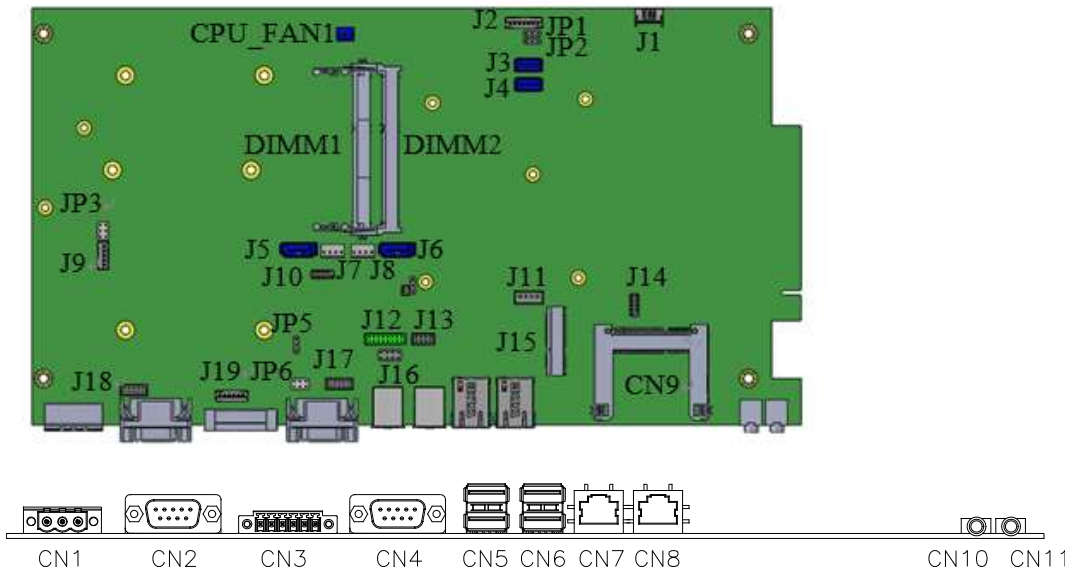 J2 JP1 J1
CPU_FAN1 JP2
J3
J4
DIMM1 DIMM2
JP3
J9 J5 J7 J8 J6
J10 J11 J14
JP5 J12 J13
J15
J18 J19 JP6 J17 J16 CN9
CN1 CN2 CN3 CN4 CN5 CN6 CN7 CN8 CN10 CN11